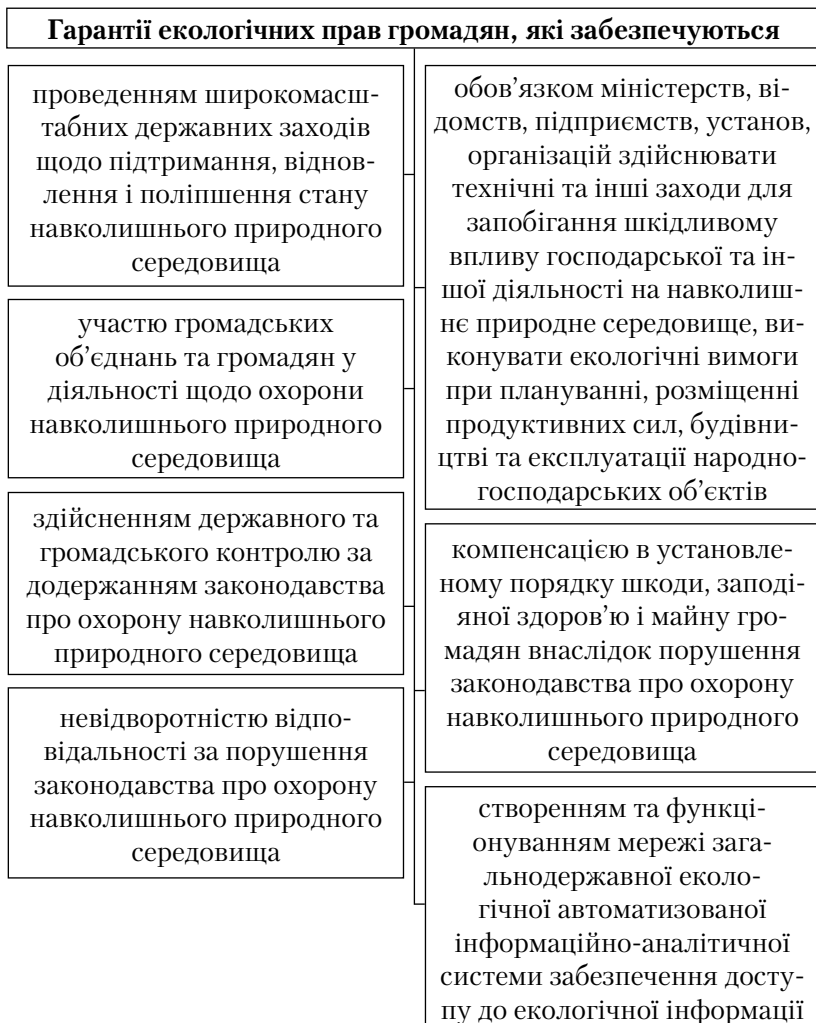 Гарантії екологічних прав громадян, які забезпечуються
проведенням широкомасш-
табних державних заходів
щодо підтримання, віднов-
лення і поліпшення стану
навколишнього природного
середовища
участю громадських
об’єднань та громадян у
діяльності щодо охорони
навколишнього природного
середовища
здійсненням державного та
громадського контролю за
додержанням законодавства
про охорону навколишнього
природного середовища
невідворотністю відпо-
відальності за порушення
законодавства про охорону
навколишнього природного
середовища
обов’язком міністерств, ві-
домств, підприємств, установ,
організацій здійснювати
технічні та інші заходи для
запобігання шкідливому
впливу господарської та ін-
шої діяльності на навколиш-
нє природне середовище, ви-
конувати екологічні вимоги
при плануванні, розміщенні
продуктивних сил, будівни-
цтві та експлуатації народно-
господарських об’єктів
компенсацією в установле-
ному порядку шкоди, заподі-
яної здоров’ю і майну гро-
мадян внаслідок порушення
законодавства про охорону
навколишнього природного
середовища
створенням та функці-
онуванням мережі зага-
льнодержавної еколо-
гічної автоматизованої
інформаційно-аналітичної
системи забезпечення досту-
пу до екологічної інформації